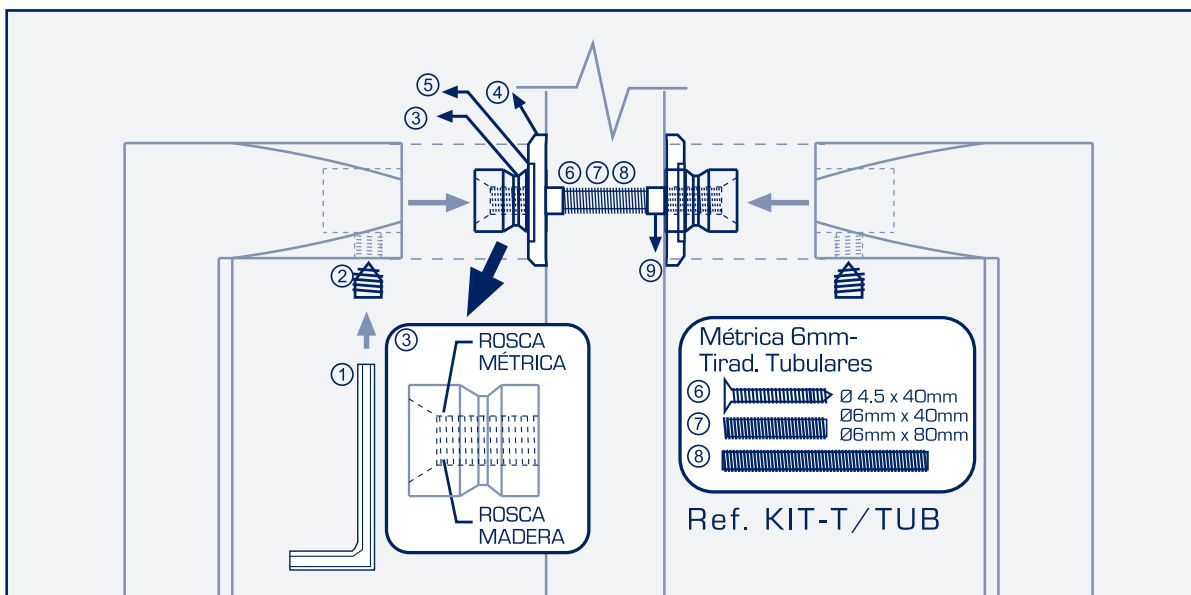 ⑤
④
③
⑥ ⑦ ⑧
②
⑨
①
③
ROSCA
MÉTRICA
ROSCA
MADERA
Métrica 6mm-
Tirad. Tubulares
⑥
Ø 4.5 x 40mm
⑦
Ø6mm x 40mm
Ø6mm x 80mm
⑧
Ref. KIT-T/TUB